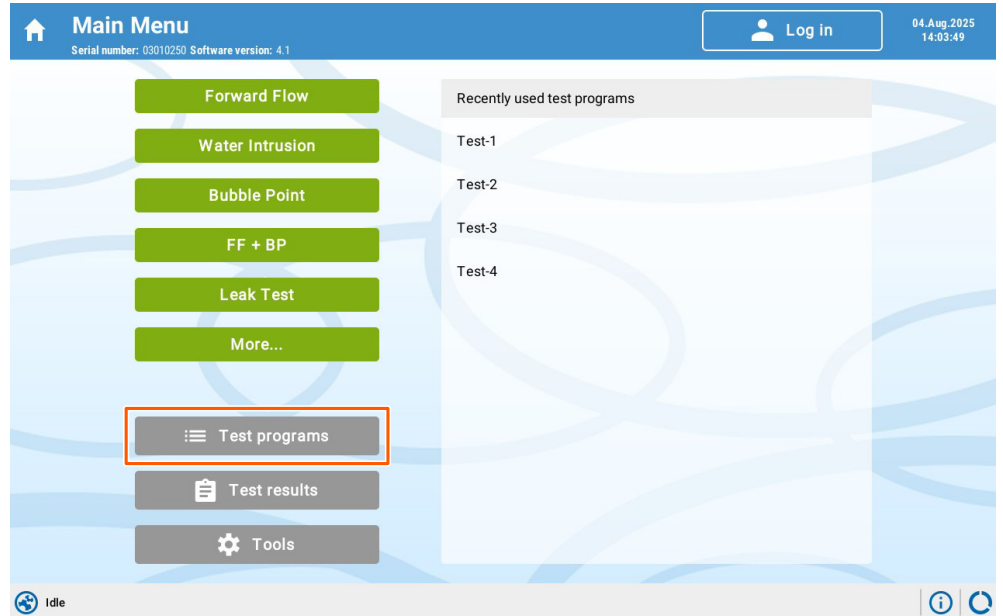 Main Menu
Serial number: 03010250 Software version: 4.1
Log in
04.Aug.2025
14:03:49
Forward Flow
Water Intrusion
Bubble Point
FF + BP
Leak Test
More...
Test programs
Test results
Tools
Recently used test programs
Test-1
Test-2
Test-3
Test-4
Idle